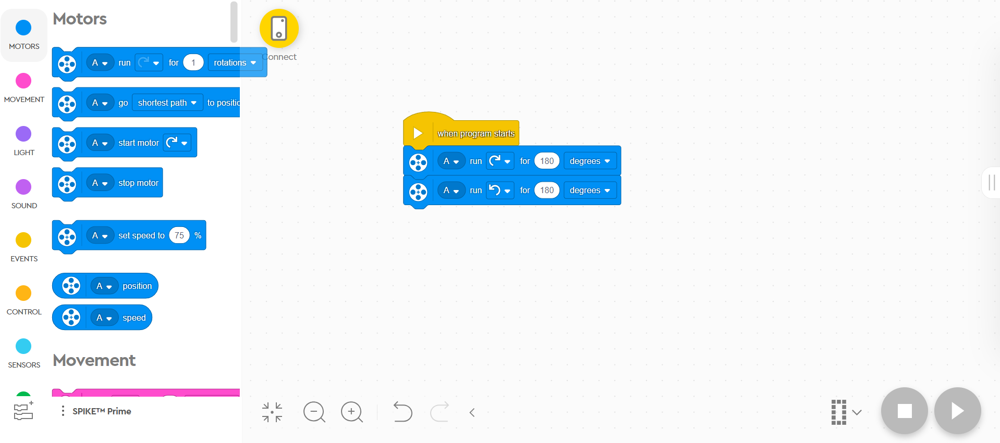 Motors
MOTORS
A run for 1 rotations
Connect
A go shortest path to positio
MOVEMENT
A start motor
LIGHT
A stop motor
SOUND
A set speed to 75 %
EVENTS
A position
CONTROL
A speed
SENSORS
Movement
SPIKE™ Prime
when program starts
A run for 180 degrees
A run for 180 degrees